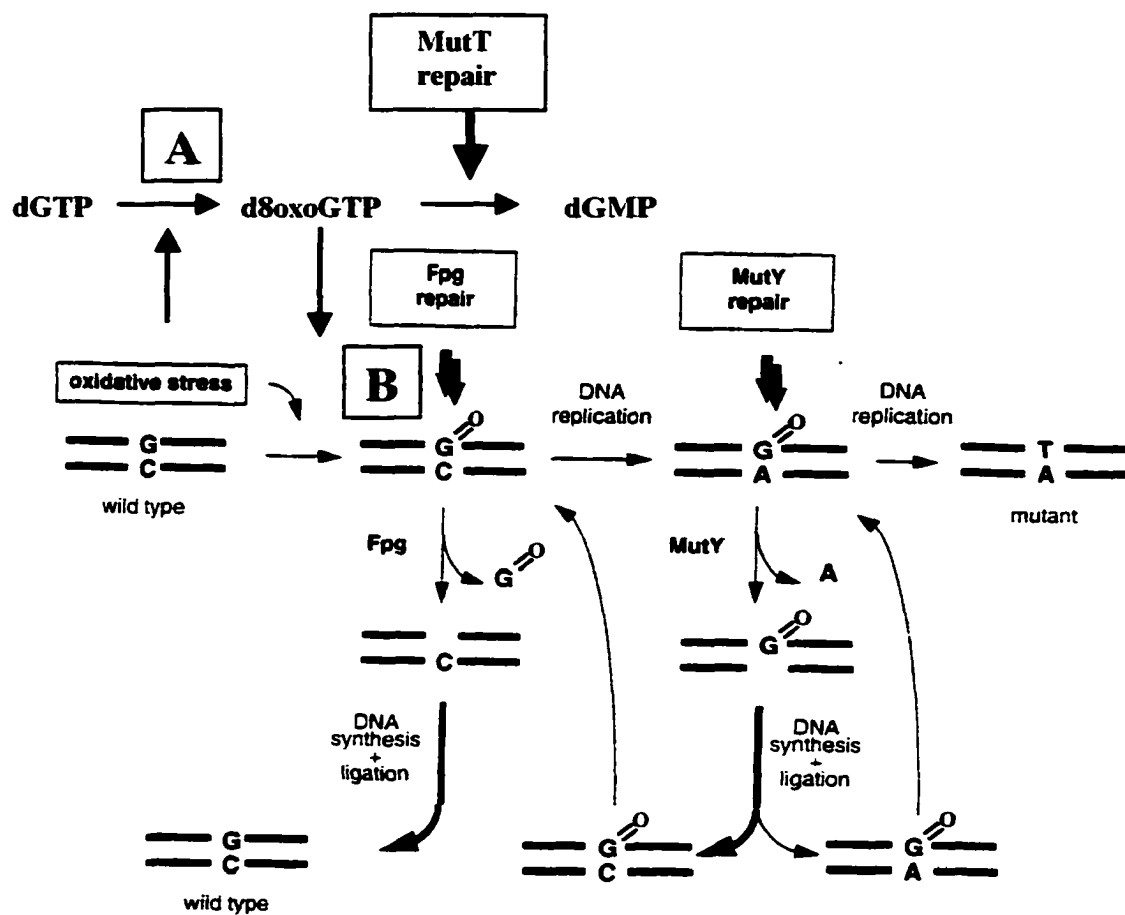 MutT
repair
A
dGTP
d8oxoGTP
dGMP
Fpg
repair
MutY
repair
oxidative stress
B
DNA
replication
DNA
replication
G
C
G O
C
G O
A
T
A
wild type
mutant
Fpg
G O
MutY
A
C
G O
DNA
synthesis
+
ligation
DNA
synthesis
+
ligation
G
C
G O
C
G O
A
wild type